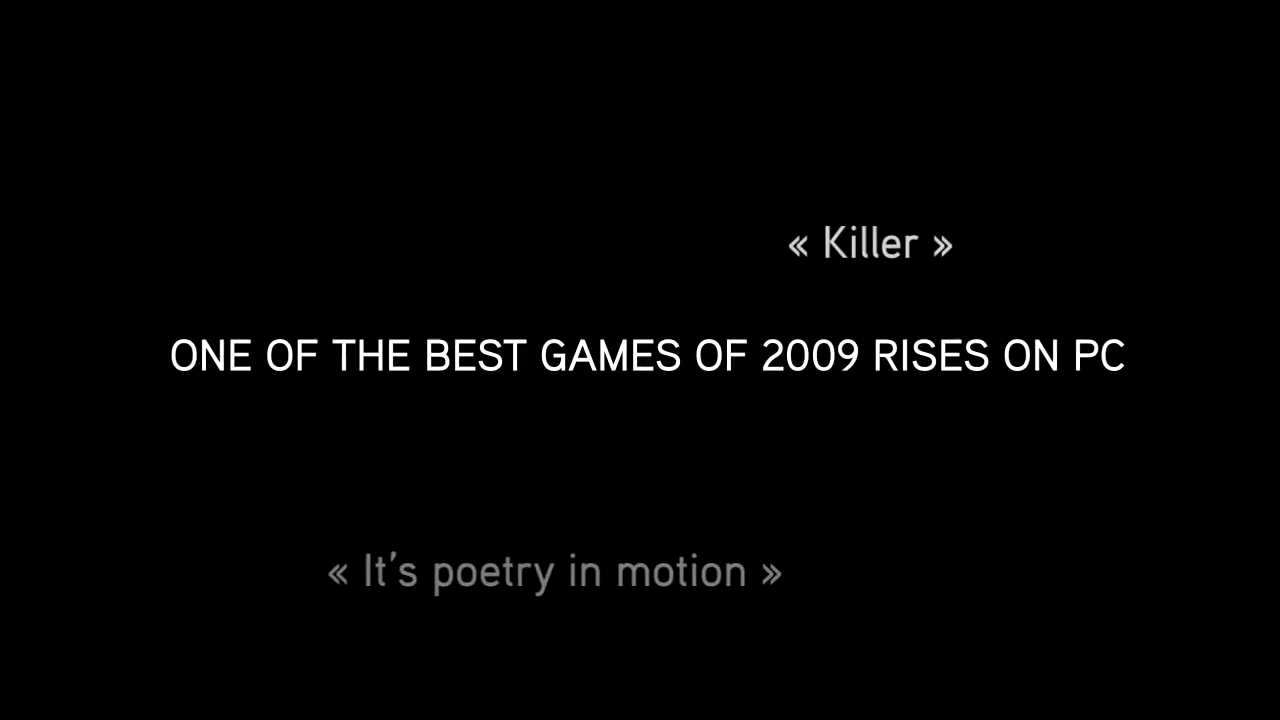 « Killer »
ONE OF THE BEST GAMES OF 2009 RISES ON PC
« It’s poetry in motion »